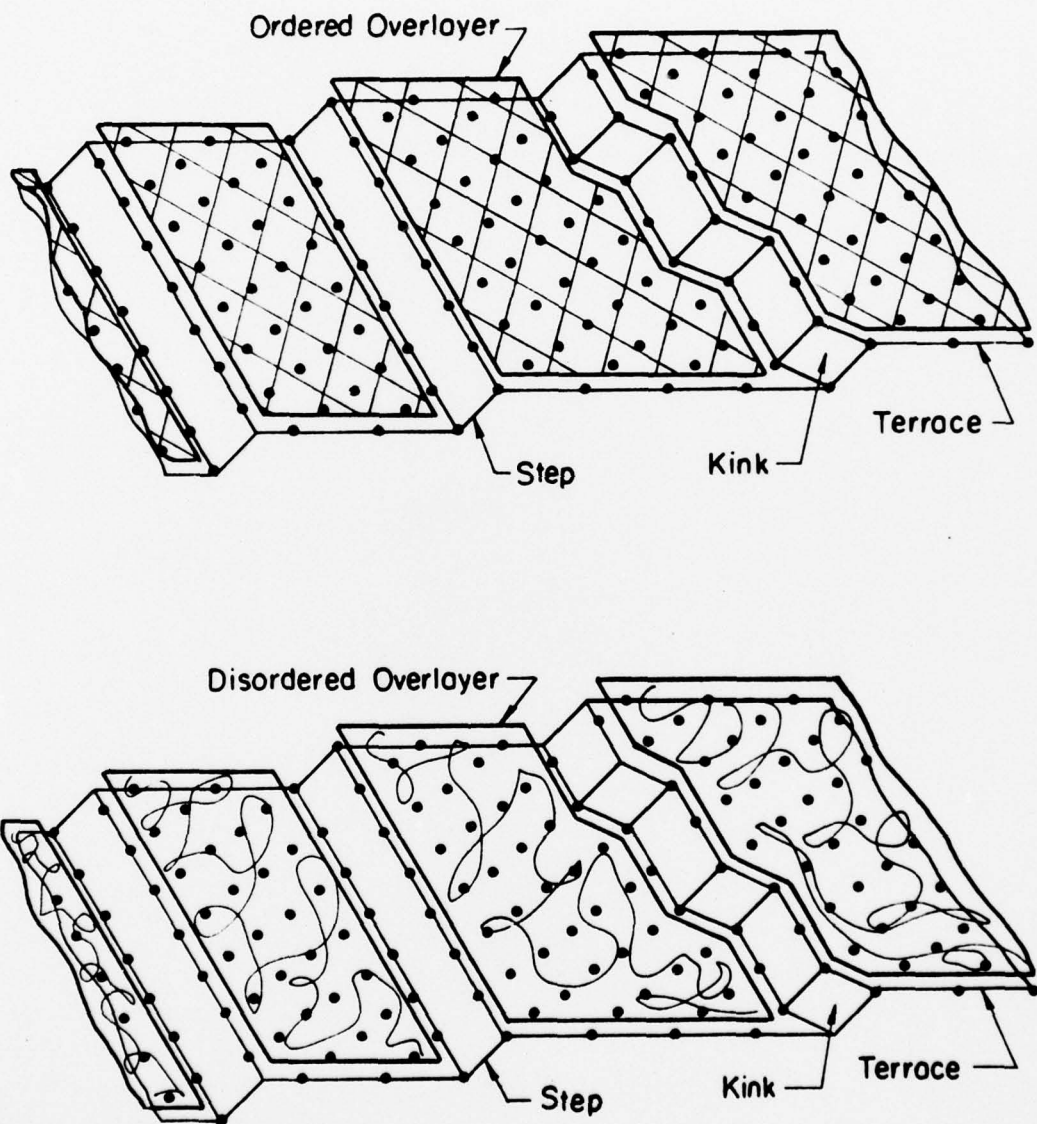 Ordered Overlayer
Terrace
Kink
Step
Disordered Overlayer
Terrace
Kink
Step